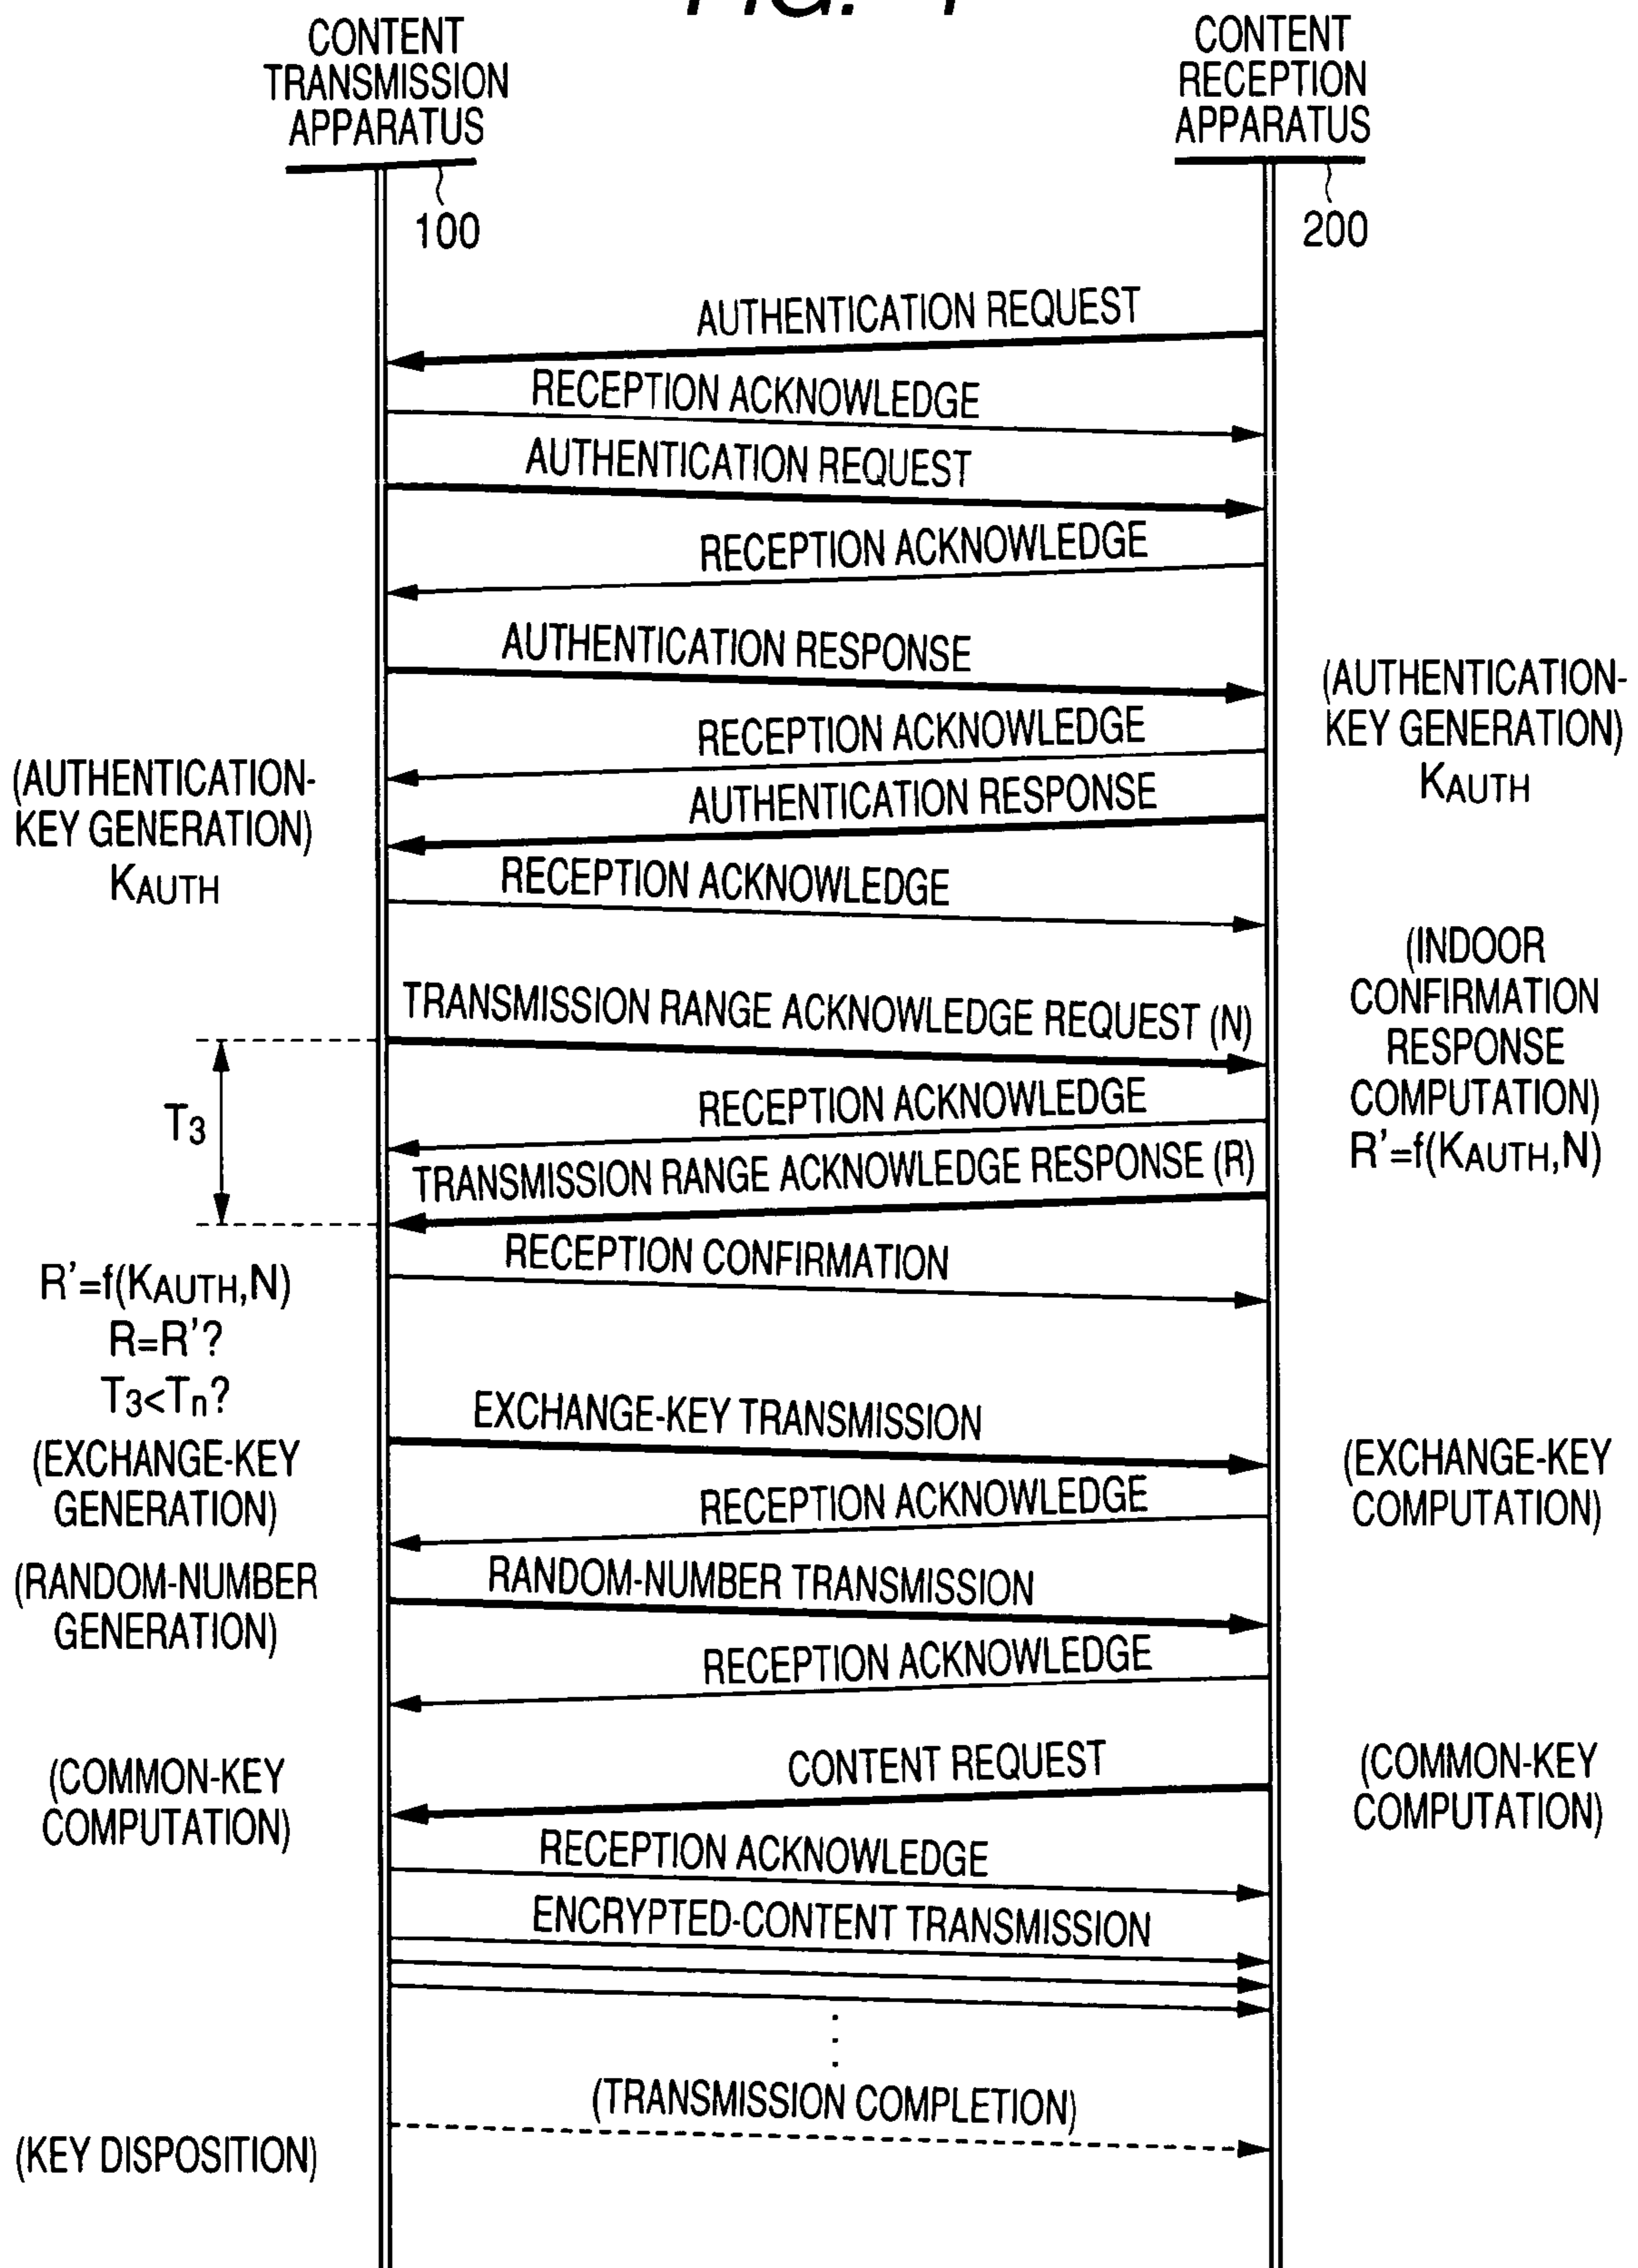 FIG. 4
CONTENT
TRANSMISSION
APPARATUS
100
CONTENT
RECEPTION
APPARATUS
200
AUTHENTICATION REQUEST
RECEPTION ACKNOWLEDGE
AUTHENTICATION REQUEST
RECEPTION ACKNOWLEDGE
AUTHENTICATION RESPONSE
(AUTHENTICATION-
KEY GENERATION)
KAUTH
RECEPTION ACKNOWLEDGE
(AUTHENTICATION-
KEY GENERATION)
KAUTH
AUTHENTICATION RESPONSE
RECEPTION ACKNOWLEDGE
(INDOOR
CONFIRMATION
RESPONSE
COMPUTATION)
R'=f(KAUTH,N)
TRANSMISSION RANGE ACKNOWLEDGE REQUEST (N)
T3
RECEPTION ACKNOWLEDGE
TRANSMISSION RANGE ACKNOWLEDGE RESPONSE (R)
RECEPTION CONFIRMATION
R'=f(KAUTH,N)
R=R'?
T3<Tn?
EXCHANGE-KEY TRANSMISSION
(EXCHANGE-KEY
GENERATION)
(EXCHANGE-KEY
COMPUTATION)
RECEPTION ACKNOWLEDGE
(RANDOM-NUMBER
GENERATION)
RANDOM-NUMBER TRANSMISSION
RECEPTION ACKNOWLEDGE
(COMMON-KEY
COMPUTATION)
CONTENT REQUEST
(COMMON-KEY
COMPUTATION)
RECEPTION ACKNOWLEDGE
ENCRYPTED-CONTENT TRANSMISSION
(TRANSMISSION COMPLETION)
(KEY DISPOSITION)